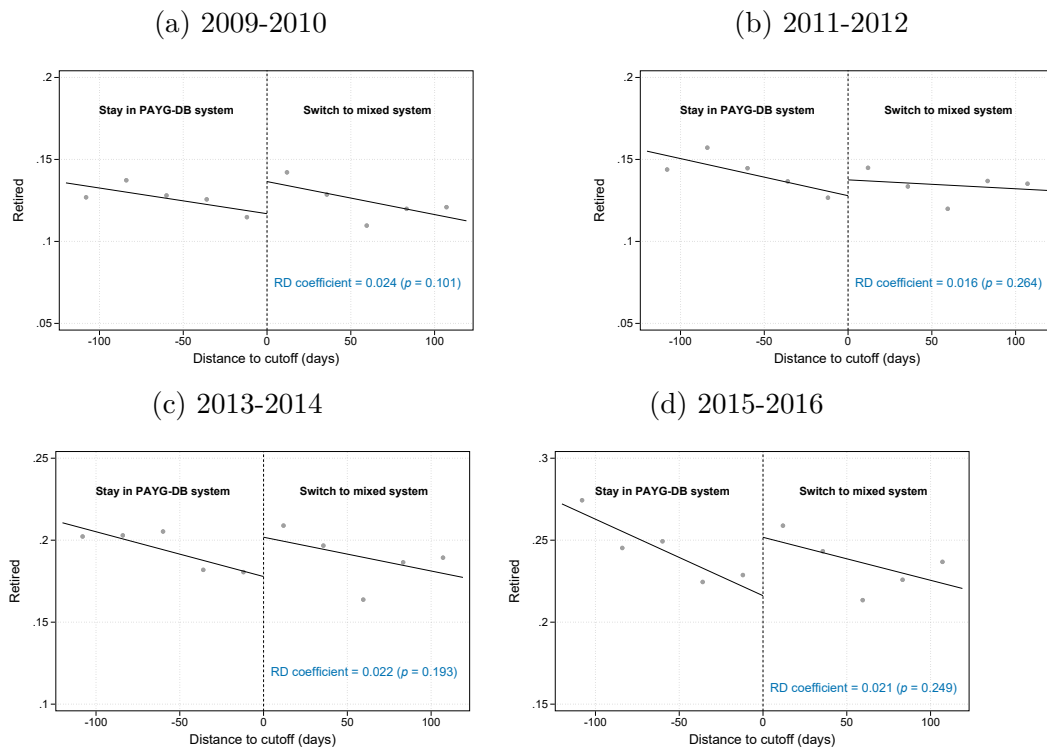 (a) 2009-2010
.2
.15
.1
.05
Retired
Stay in PAYG-DB system
Switch to mixed system
RD coefficient = 0.024 (p = 0.101)
-100 -50 0 50 100
Distance to cutoff (days)
(b) 2011-2012
.2
.15
.1
.05
Retired
Stay in PAYG-DB system
Switch to mixed system
RD coefficient = 0.016 (p = 0.264)
-100 -50 0 50 100
Distance to cutoff (days)
(c) 2013-2014
.25
.2
.15
.1
Retired
Stay in PAYG-DB system
Switch to mixed system
RD coefficient = 0.022 (p = 0.193)
-100 -50 0 50 100
Distance to cutoff (days)
(d) 2015-2016
.3
.25
.2
.15
Retired
Stay in PAYG-DB system
Switch to mixed system
RD coefficient = 0.021 (p = 0.249)
-100 -50 0 50 100
Distance to cutoff (days)